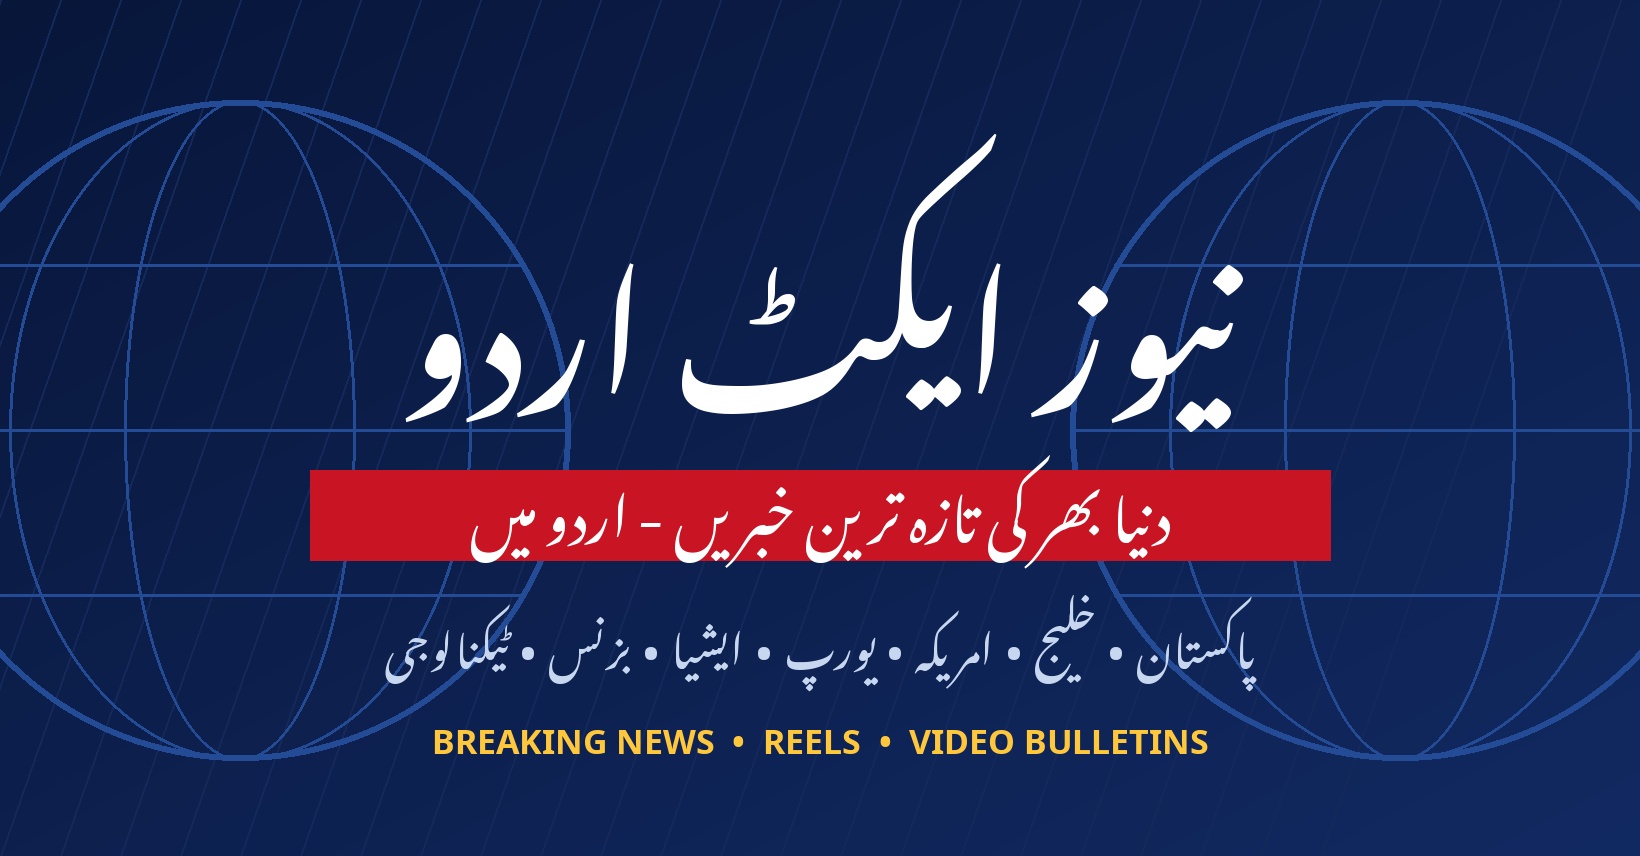 نیوز ایکٹ اردو
دنیا بھر کی تازہ ترین خبریں - اردو میں
پاکستان • خلیج • امریکہ • یورپ • ایشیا • بزنس • ٹیکنالوجی
BREAKING NEWS • REELS • VIDEO BULLETINS